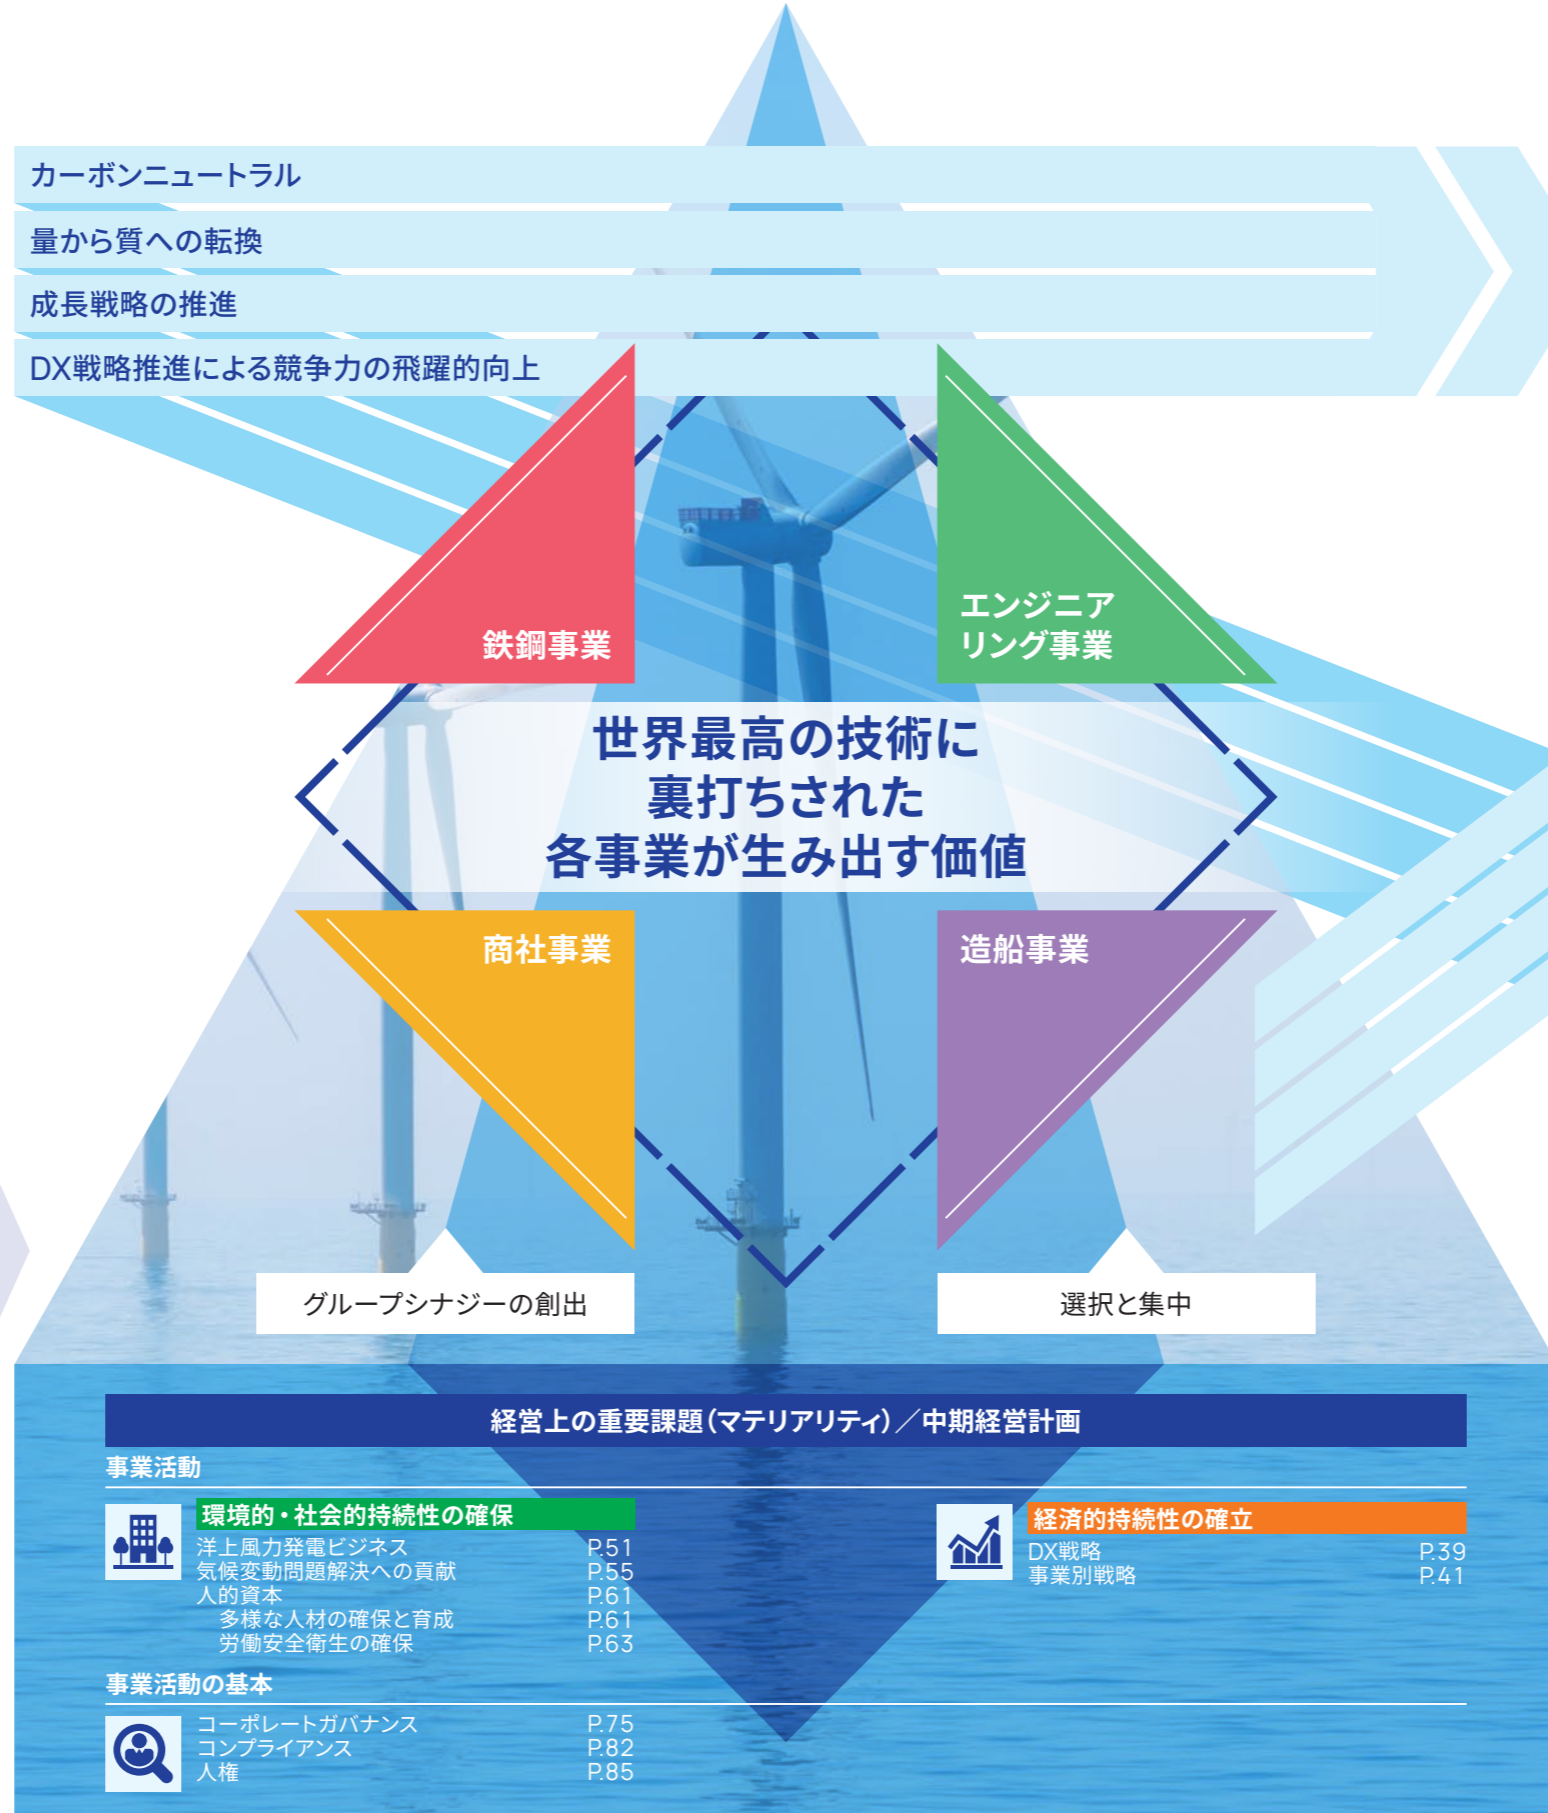 カーボンニュートラル
量から質への転換
成長戦略の推進
DX戦略推進による競争力の飛躍的向上
鉄鋼事業
エンジニア
リング事業
世界最高の技術に
裏打ちされた
各事業が生み出す価値
商社事業
造船事業
グループシナジーの創出
選択と集中
経営上の重要課題（マテリアリティ）／中期経営計画
事業活動
環境的・社会的持続性の確保
洋上風力発電ビジネス P.51
気候変動問題解決への貢献 P.55
人的資本 P.61
多様な人材の確保と育成 P.61
労働安全衛生の確保 P.63
経済的持続性の確立
DX戦略 P.39
事業別戦略 P.41
事業活動の基本
コーポレートガバナンス P.75
コンプライアンス P.82
人権 P.85